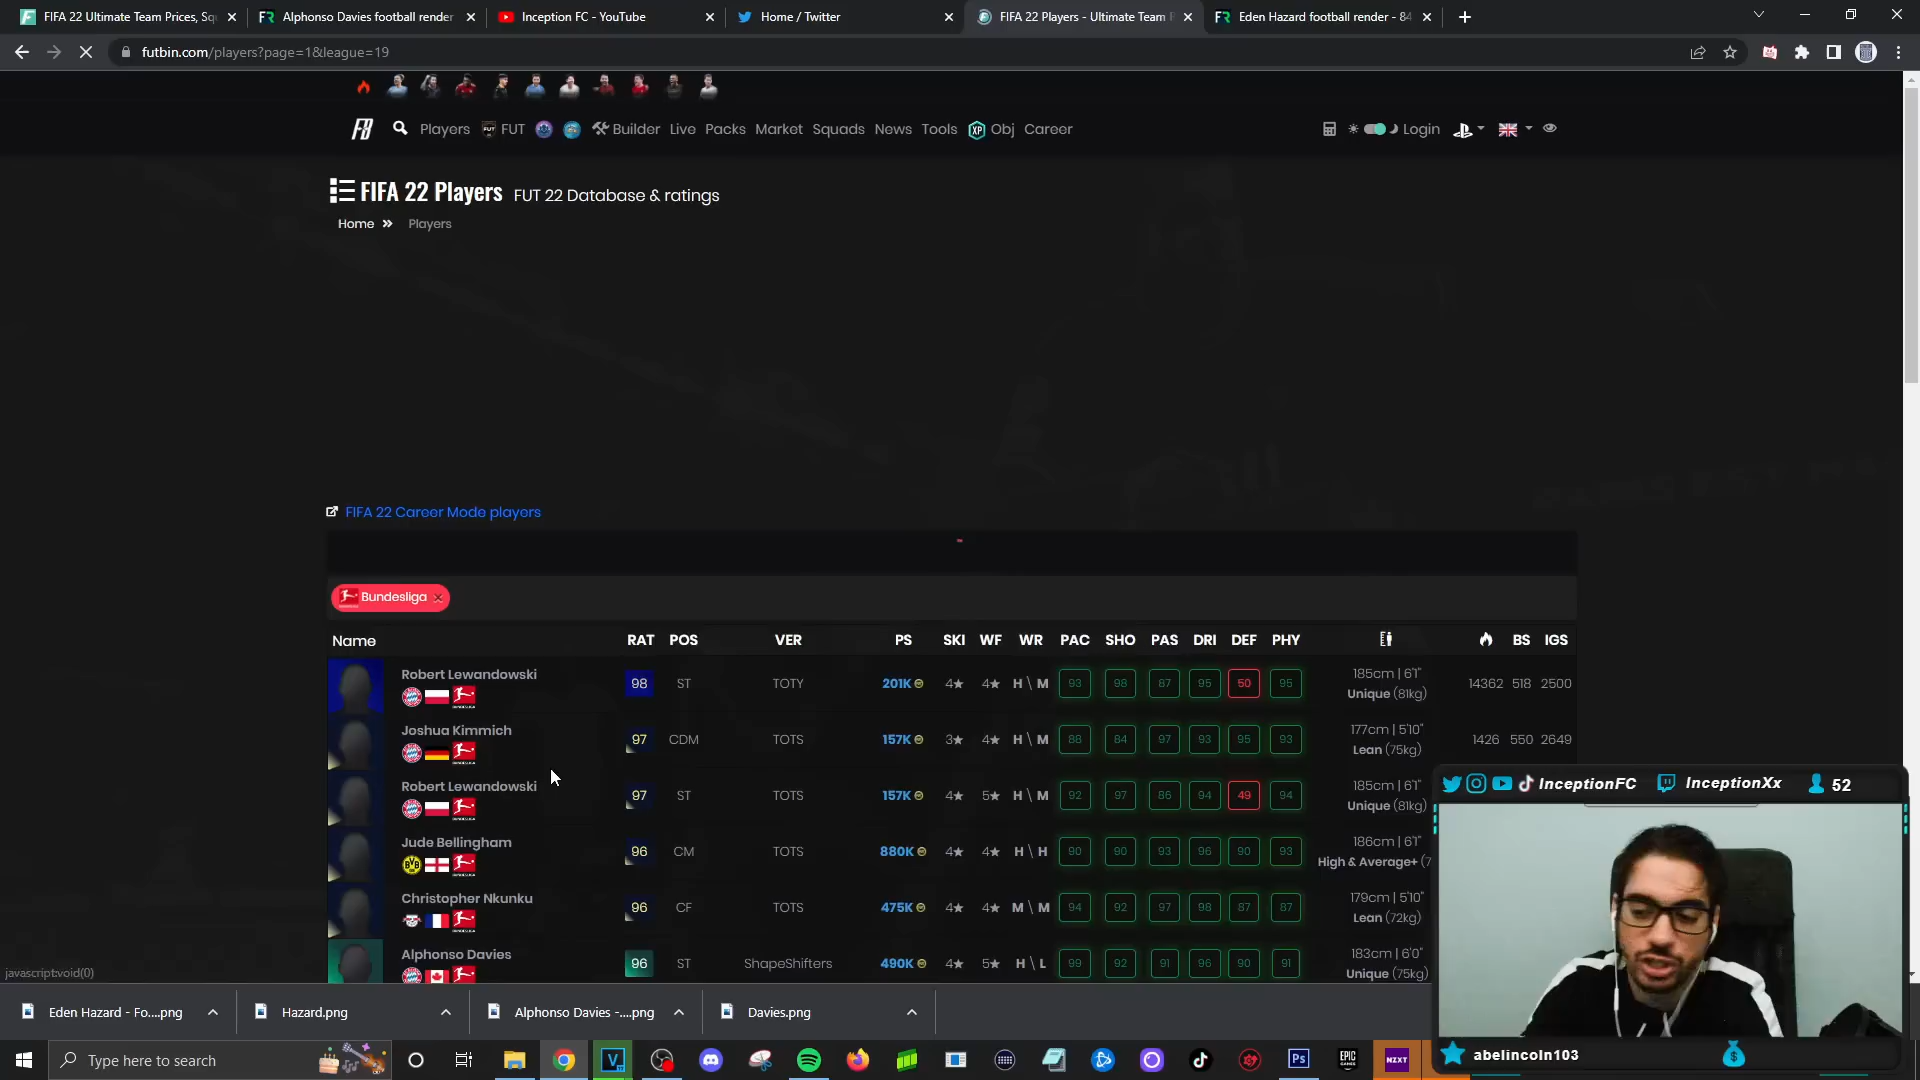 FIFA 22 Ultimate Team Prices, Sq
Alphonso Davies football render
Inception FC - YouTube
Home / Twitter
FIFA 22 Players - Ultimate Team
Eden Hazard football render - 84
futbin.com/players?page=1&league=19
Players FUT Builder Live Packs Market Squads News Tools XP Obj Career Login
FIFA 22 Players FUT 22 Database & ratings
Home » Players
FIFA 22 Career Mode players
Bundesliga ×
Name RAT POS VER PS SKI WF WR PAC SHO PAS DRI DEF PHY BS IGS
Robert Lewandowski 98 ST TOTY 201K 4★ 4★ H \ M 93 98 87 95 50 95 185cm | 6'1" Unique (81kg) 14362 518 2500
Joshua Kimmich 97 CDM TOTS 157K 3★ 4★ H \ M 88 84 97 93 95 93 177cm | 5'10" Lean (75kg) 1426 550 2649
Robert Lewandowski 97 ST TOTS 157K 4★ 5★ H \ M 92 97 86 94 49 94 185cm | 6'1" Unique (81kg)
Jude Bellingham 96 CM TOTS 880K 4★ 4★ H \ H 90 90 93 96 90 93 186cm | 6'1" High & Average+ (7
Christopher Nkunku 96 CF TOTS 475K 4★ 4★ M \ M 94 92 97 98 87 87 179cm | 5'10" Lean (72kg)
Alphonso Davies 96 ST ShapeShifters 490K 4★ 5★ H \ L 99 92 91 96 90 91 183cm | 6'0" Unique (75kg)
javascript:void(0)
InceptionFC InceptionXx 52
abelincoln103
Eden Hazard - Fo....png
Hazard.png
Alphonso Davies -....png
Davies.png
Type here to search
Ps
EPIC GAMES
NZXT